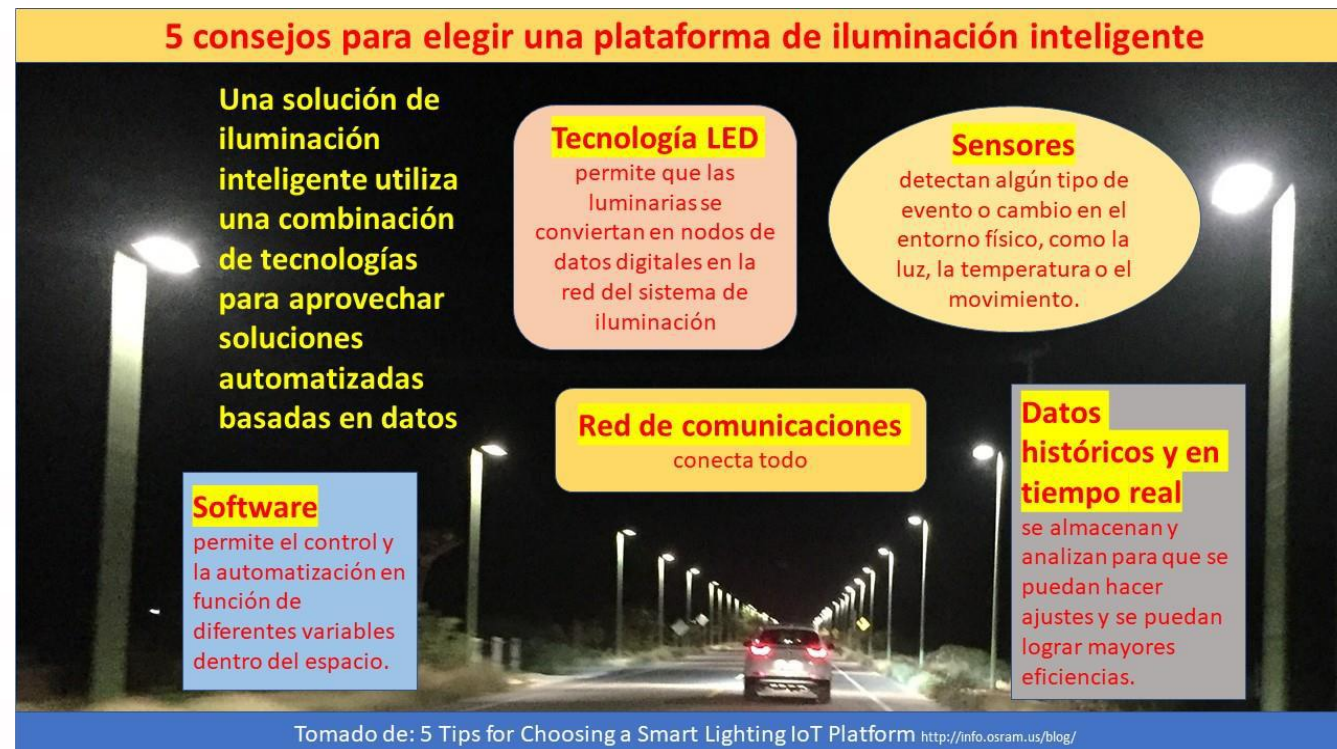 5 consejos para elegir una plataforma de iluminación inteligente
Una solución de
iluminación
inteligente utiliza
una combinación
de tecnologías
para aprovechar
soluciones
automatizadas
basadas en datos
Tecnología LED
permite que las
luminarias se
conviertan en nodos de
datos digitales en la
red del sistema de
iluminación
Sensores
detectan algún tipo de
evento o cambio en el
entorno físico, como la
luz, la temperatura o el
movimiento.
Software
permite el control y
la automatización en
función de
diferentes variables
dentro del espacio.
Red de comunicaciones
conecta todo
Datos
históricos y en
tiempo real
se almacenan y
analizan para que se
puedan hacer
ajustes y se puedan
lograr mayores
eficiencias.
Tomado de: 5 Tips for Choosing a Smart Lighting IoT Platform http://info.osram.us/blog/